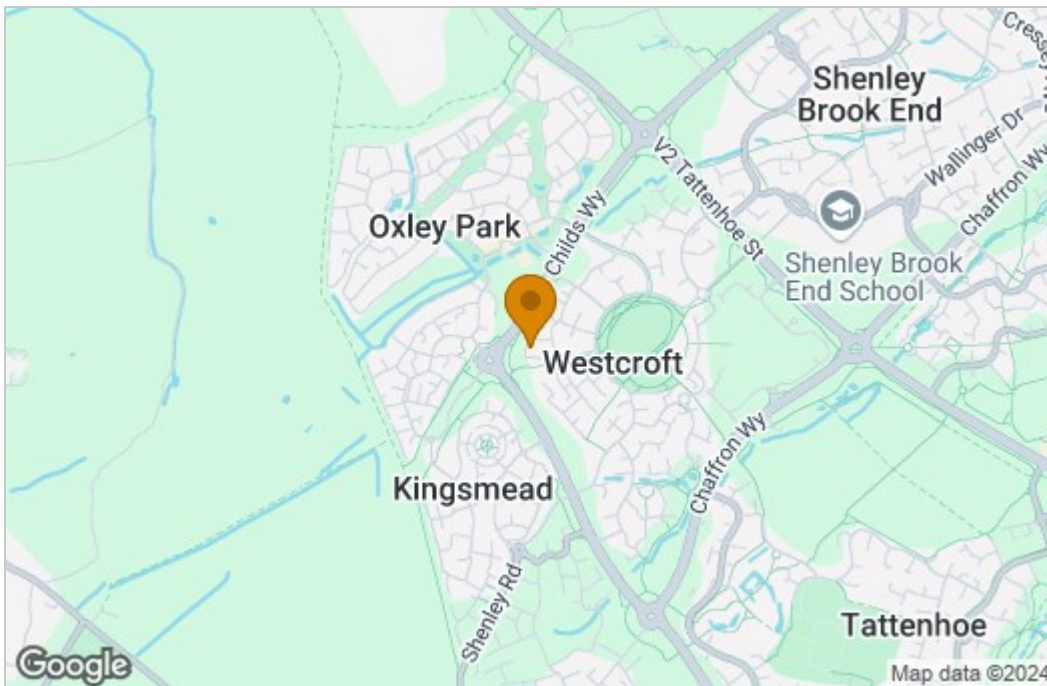 Cressey
Shenley
Brook End
Wallinger Dr
Chaffron Wy
V2 Tattenhoe St
Oxley Park
Childs Wy
Shenley Brook
End School
Westcroft
Chaffron Wy
Kingsmead
Shenley Rd
Tattenhoe
Google
Map data ©2024